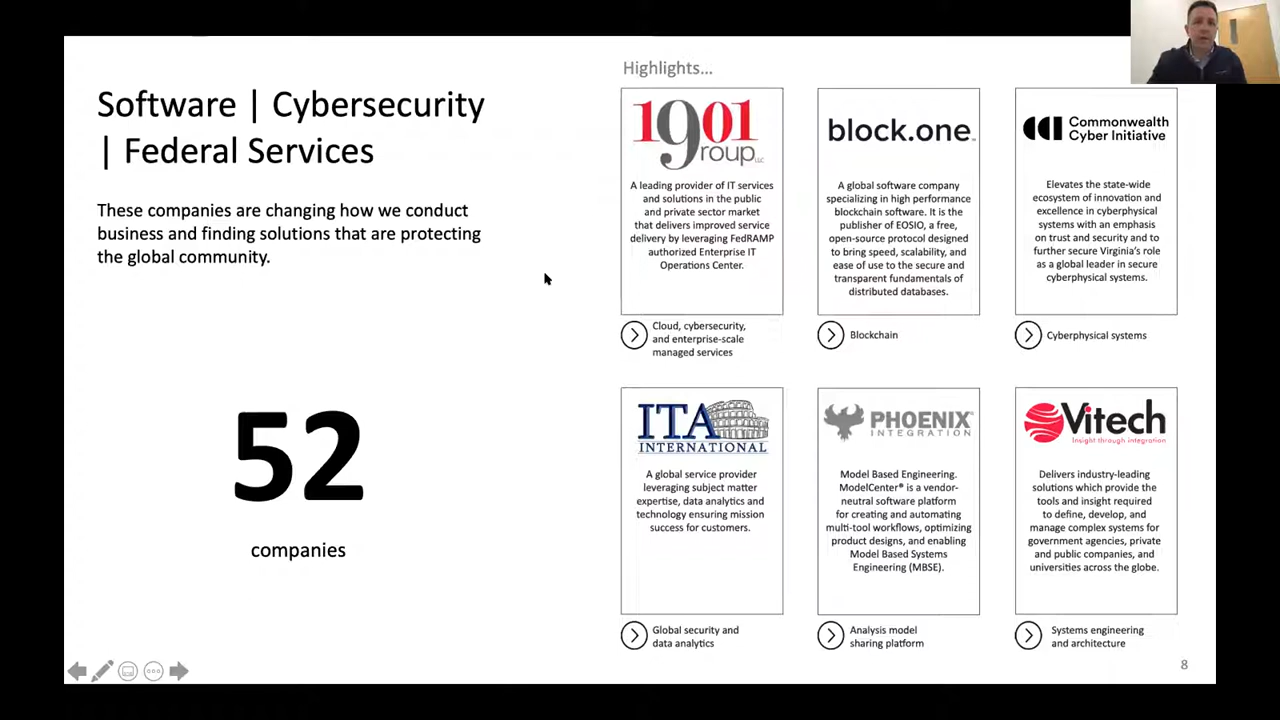 Software | Cybersecurity
| Federal Services
These companies are changing how we conduct
business and finding solutions that are protecting
the global community.
52
companies
Highlights...
1901
Group LLC
A leading provider of IT services
and solutions in the public
and private sector market
that delivers improved service
delivery by leveraging FedRAMP
authorized Enterprise IT
Operations Center.
Cloud, cybersecurity,
and enterprise-scale
managed services
block.one™
A global software company
specializing in high performance
blockchain software. It is the
publisher of EOSIO, a free,
open-source protocol designed
to bring speed, scalability, and
ease of use to the secure and
transparent fundamentals of
distributed databases.
Blockchain
Commonwealth
Cyber Initiative
Elevates the state-wide
ecosystem of innovation and
excellence in cyberphysical
systems with an emphasis
on trust and security and to
further secure Virginia's role
as a global leader in secure
cyberphysical systems.
Cyberphysical systems
ITA
INTERNATIONAL
A global service provider
leveraging subject matter
expertise, data analytics and
technology ensuring mission
success for customers.
Global security and
data analytics
PHOENIX
INTEGRATION
Model Based Engineering.
ModelCenter® is a vendor-
neutral software platform
for creating and automating
multi-tool workflows, optimizing
product designs, and enabling
Model Based Systems
Engineering (MBSE).
Analysis model
sharing platform
Vitech
Insight through integration
Delivers industry-leading
solutions which provide the
tools and insight required
to define, develop, and
manage complex systems for
government agencies, private
and public companies, and
universities across the globe.
Systems engineering
and architecture
8